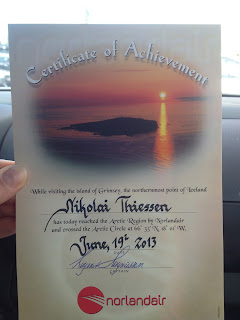 Certificate of Achievement
While visiting the island of Grimsey, the northernmost point of Iceland
Nikolai Thiessen
has today reached the Arctic Region by Norlandair
and crossed the Arctic Circle at 66° 33' N, 18° 01' W.
June, 19th 2013
CAPTAIN
norlandair